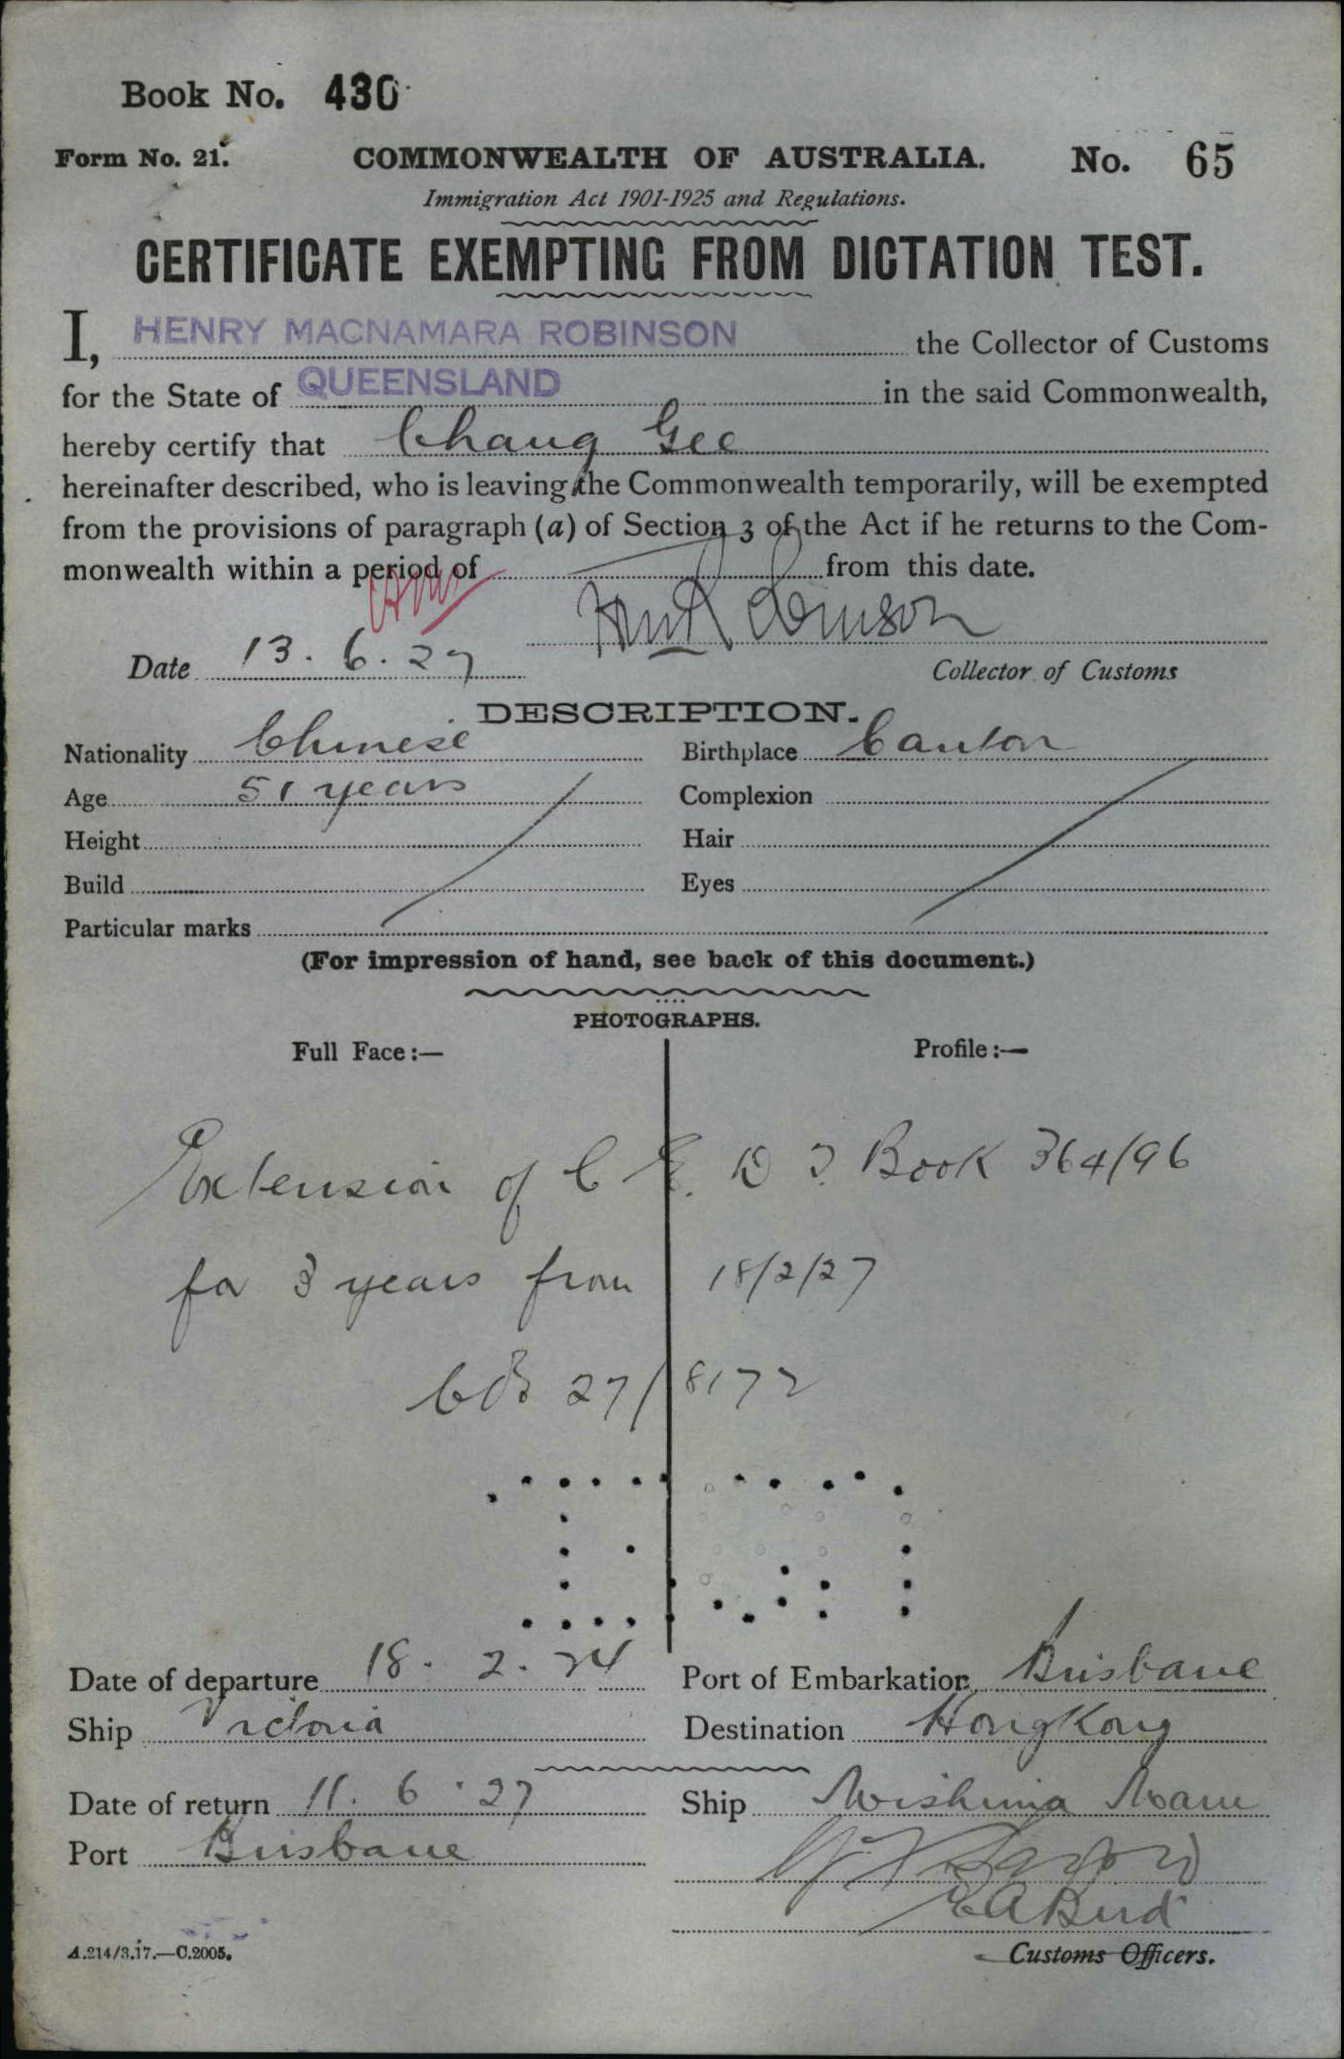 Book No. 430
Form No. 21. COMMONWEALTH OF AUSTRALIA. No. 65
Immigration Act 1901-1925 and Regulations.
CERTIFICATE EXEMPTING FROM DICTATION TEST.
I, HENRY MACNAMARA ROBINSON the Collector of Customs
for the State of QUEENSLAND in the said Commonwealth,
hereby certify that Chang Gee
hereinafter described, who is leaving the Commonwealth temporarily, will be exempted
from the provisions of paragraph (a) of Section 3 of the Act if he returns to the Com-
monwealth within a period of from this date.
Date 13. 6. 27
Collector of Customs
DESCRIPTION.
Nationality Chinese Birthplace Canton
Age 51 years Complexion
Height Hair
Build Eyes
Particular marks
(For impression of hand, see back of this document.)
PHOTOGRAPHS.
Full Face:— Profile:—
Extension of C E. D T. Book 364/96
for 3 years from 18/2/27
27/8172
Date of departure 18. 2. 24 Port of Embarkation Brisbane
Ship Victoria Destination HongKong
Date of return 11. 6. 27 Ship Mishima Maru
Port Brisbane
E A Bird
A.214/3.17.—C.2005. Customs Officers.